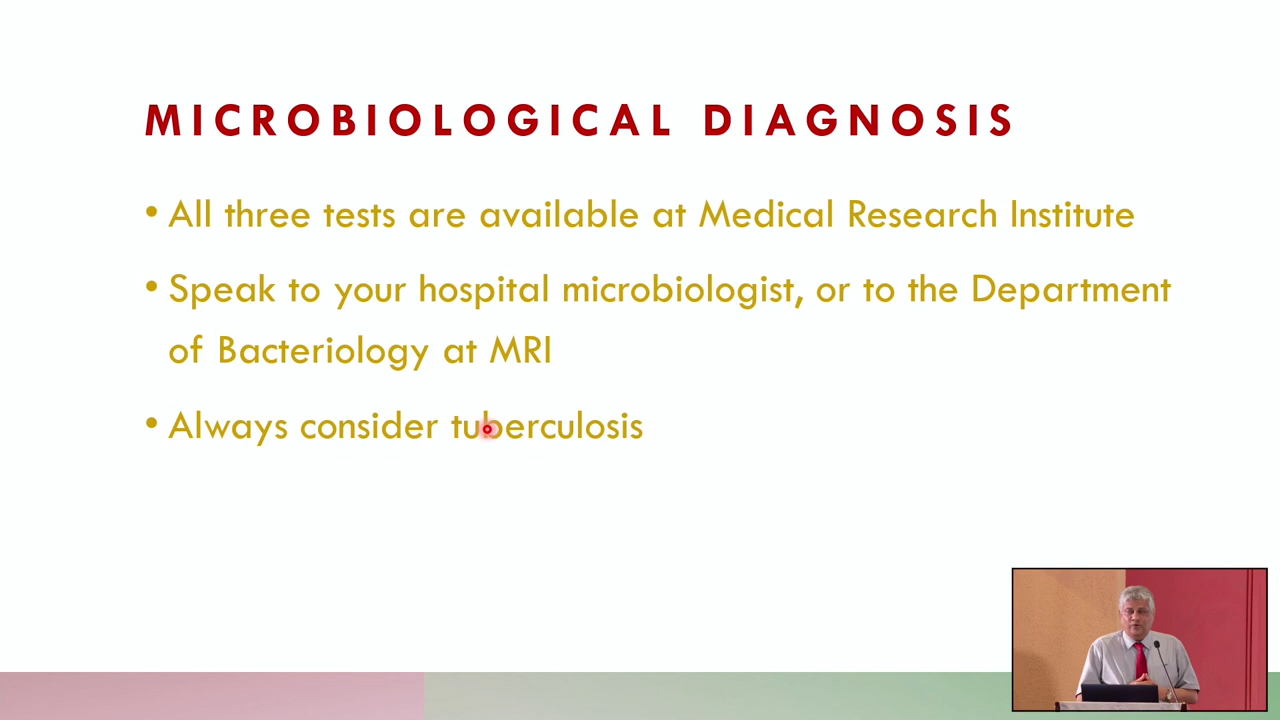 MICROBIOLOGICAL DIAGNOSIS
• All three tests are available at Medical Research Institute
• Speak to your hospital microbiologist, or to the Department
of Bacteriology at MRI
• Always consider tuberculosis